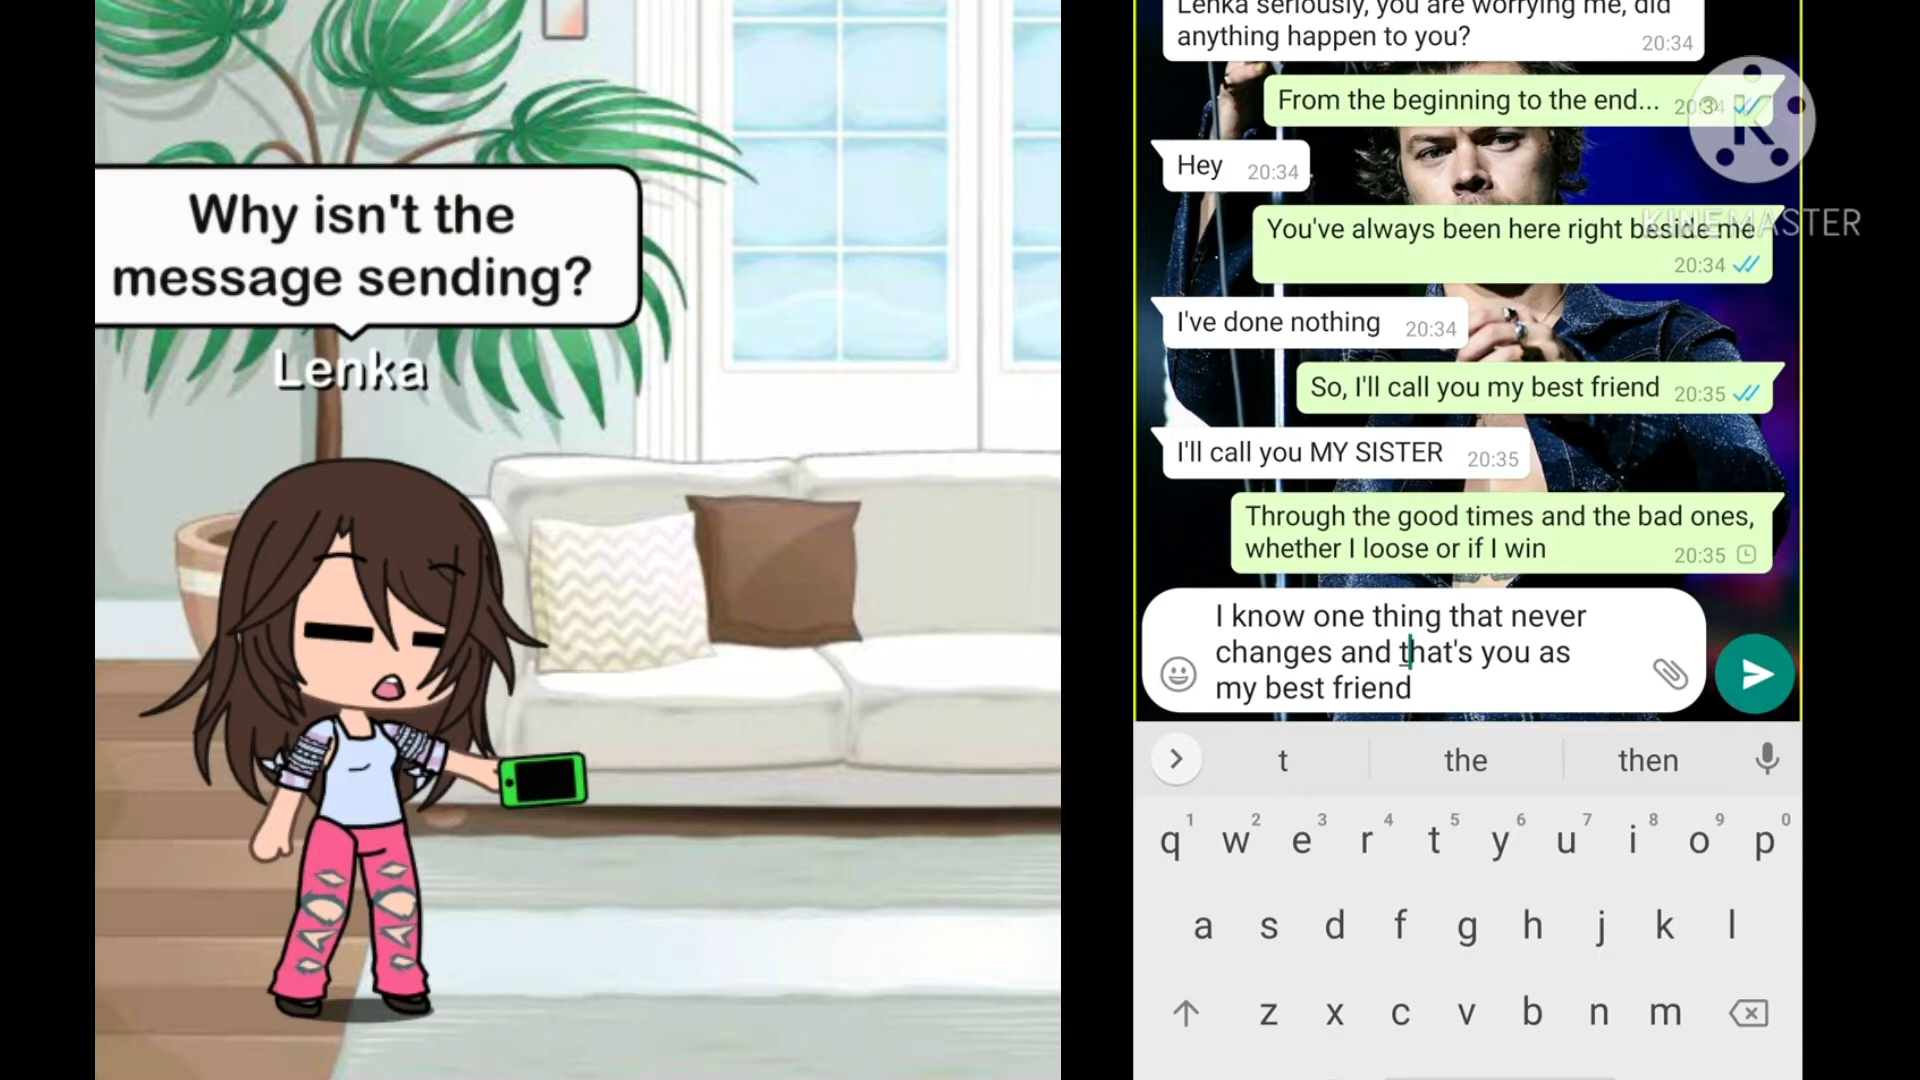 Why isn't the
message sending?
Lenka
Lenka seriously, you are worrying me, did
anything happen to you? 20:34
From the beginning to the end... 20:34
Hey 20:34
You've always been here right beside me
20:34
I've done nothing 20:34
So, I'll call you my best friend 20:35
I'll call you MY SISTER 20:35
Through the good times and the bad ones,
whether I loose or if I win 20:35
I know one thing that never
changes and that's you as
my best friend
K
KINEMASTER
t the then
1 2 3 4 5 6 7 8 9 0
q w e r t y u i o p
a s d f g h j k l
z x c v b n m